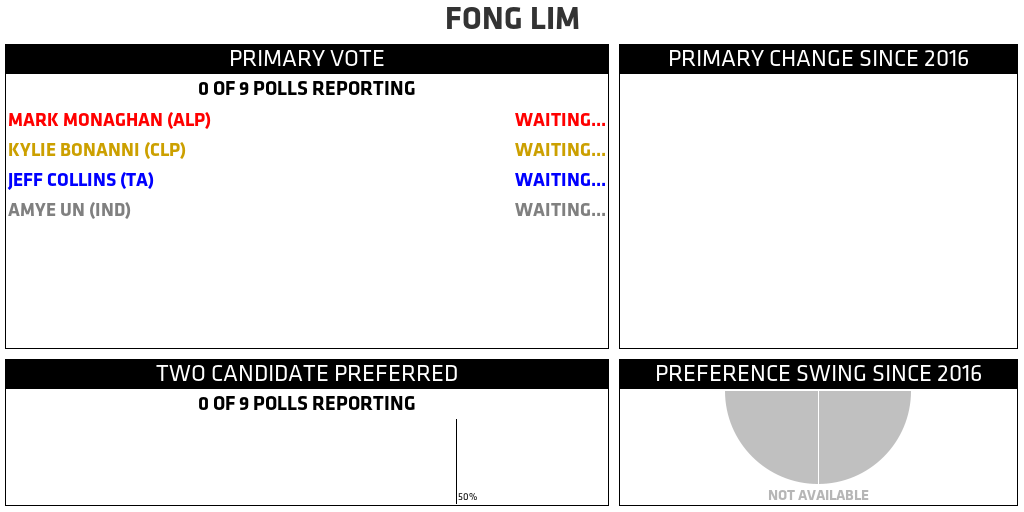 FONG LIM
PRIMARY VOTE
0 OF 9 POLLS REPORTING
MARK MONAGHAN (ALP) WAITING...
KYLIE BONANNI (CLP) WAITING...
JEFF COLLINS (TA) WAITING...
AMYE UN (IND) WAITING...
PRIMARY CHANGE SINCE 2016
TWO CANDIDATE PREFERRED
0 OF 9 POLLS REPORTING
50%
PREFERENCE SWING SINCE 2016
NOT AVAILABLE